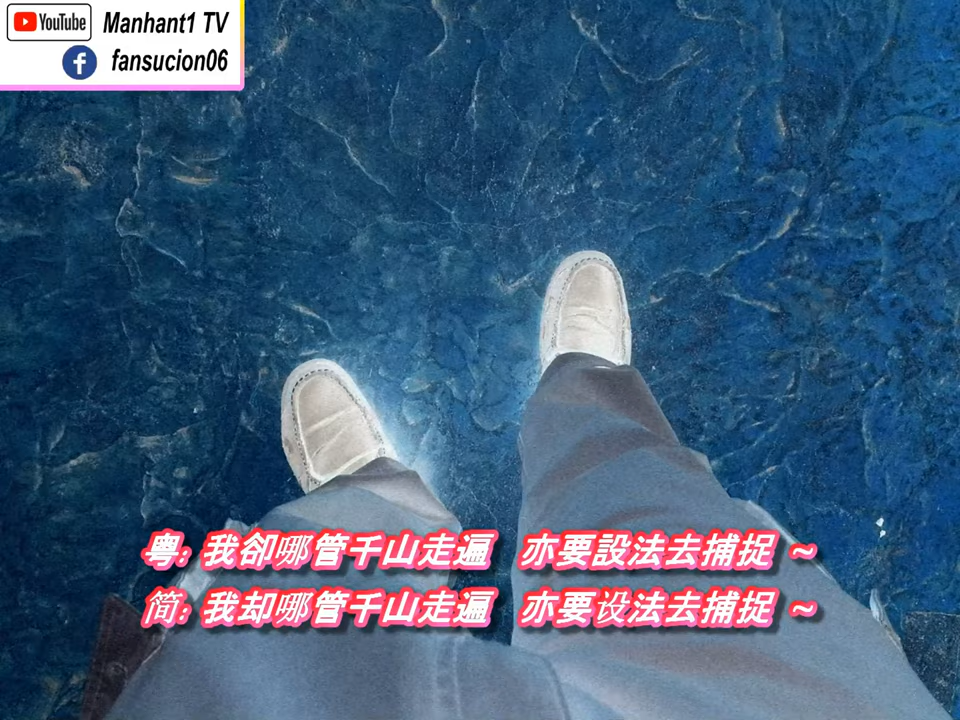 YouTube Manhant1 TV
f fansucion06
粤: 我卻哪管千山走遍 亦要設法去捕捉 ~
简: 我却哪管千山走遍 亦要设法去捕捉 ~